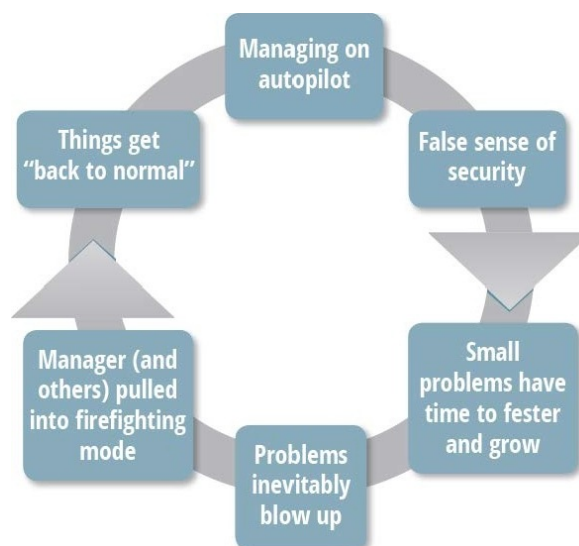 Managing on
autopilot
False sense of
security
Small
problems have
time to fester
and grow
Problems
inevitably
blow up
Manager (and
others) pulled
into firefighting
mode
Things get
“back to normal”